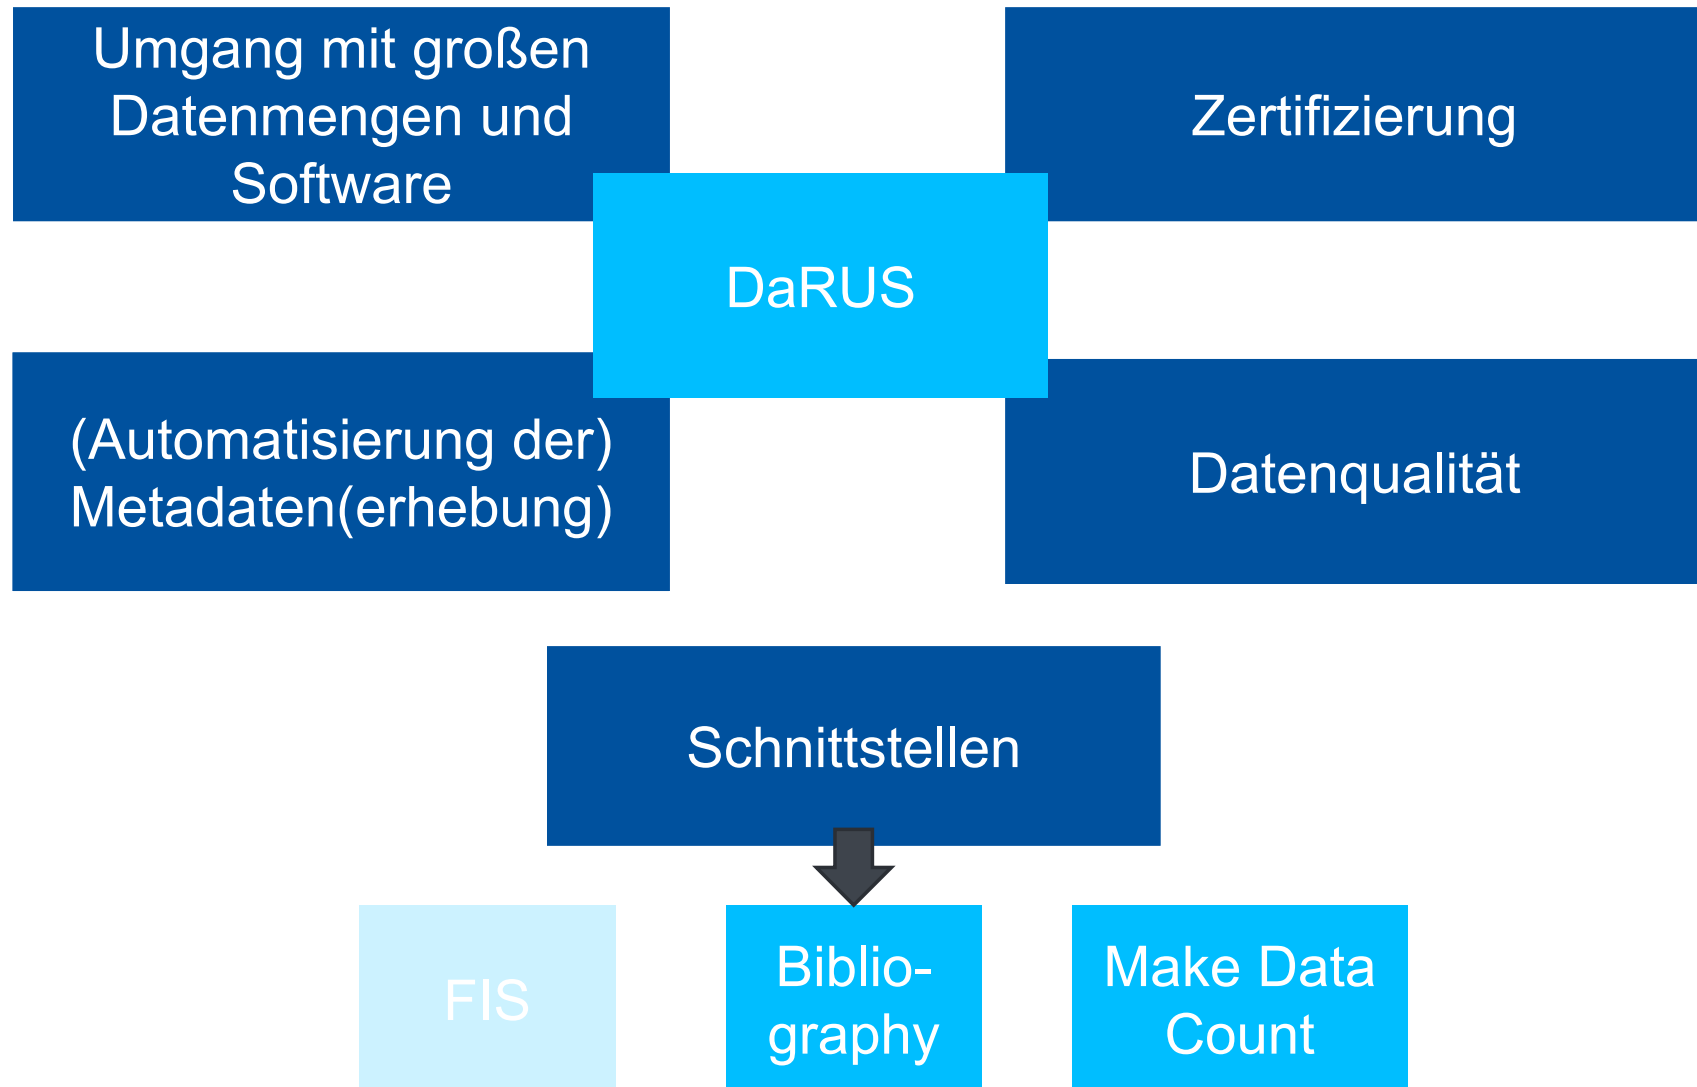 Umgang mit großen
Datenmengen und
Software
Zertifizierung
DaRUS
(Automatisierung der)
Metadaten(erhebung)
Datenqualität
Schnittstellen
FIS
Biblio-
graphy
Make Data
Count